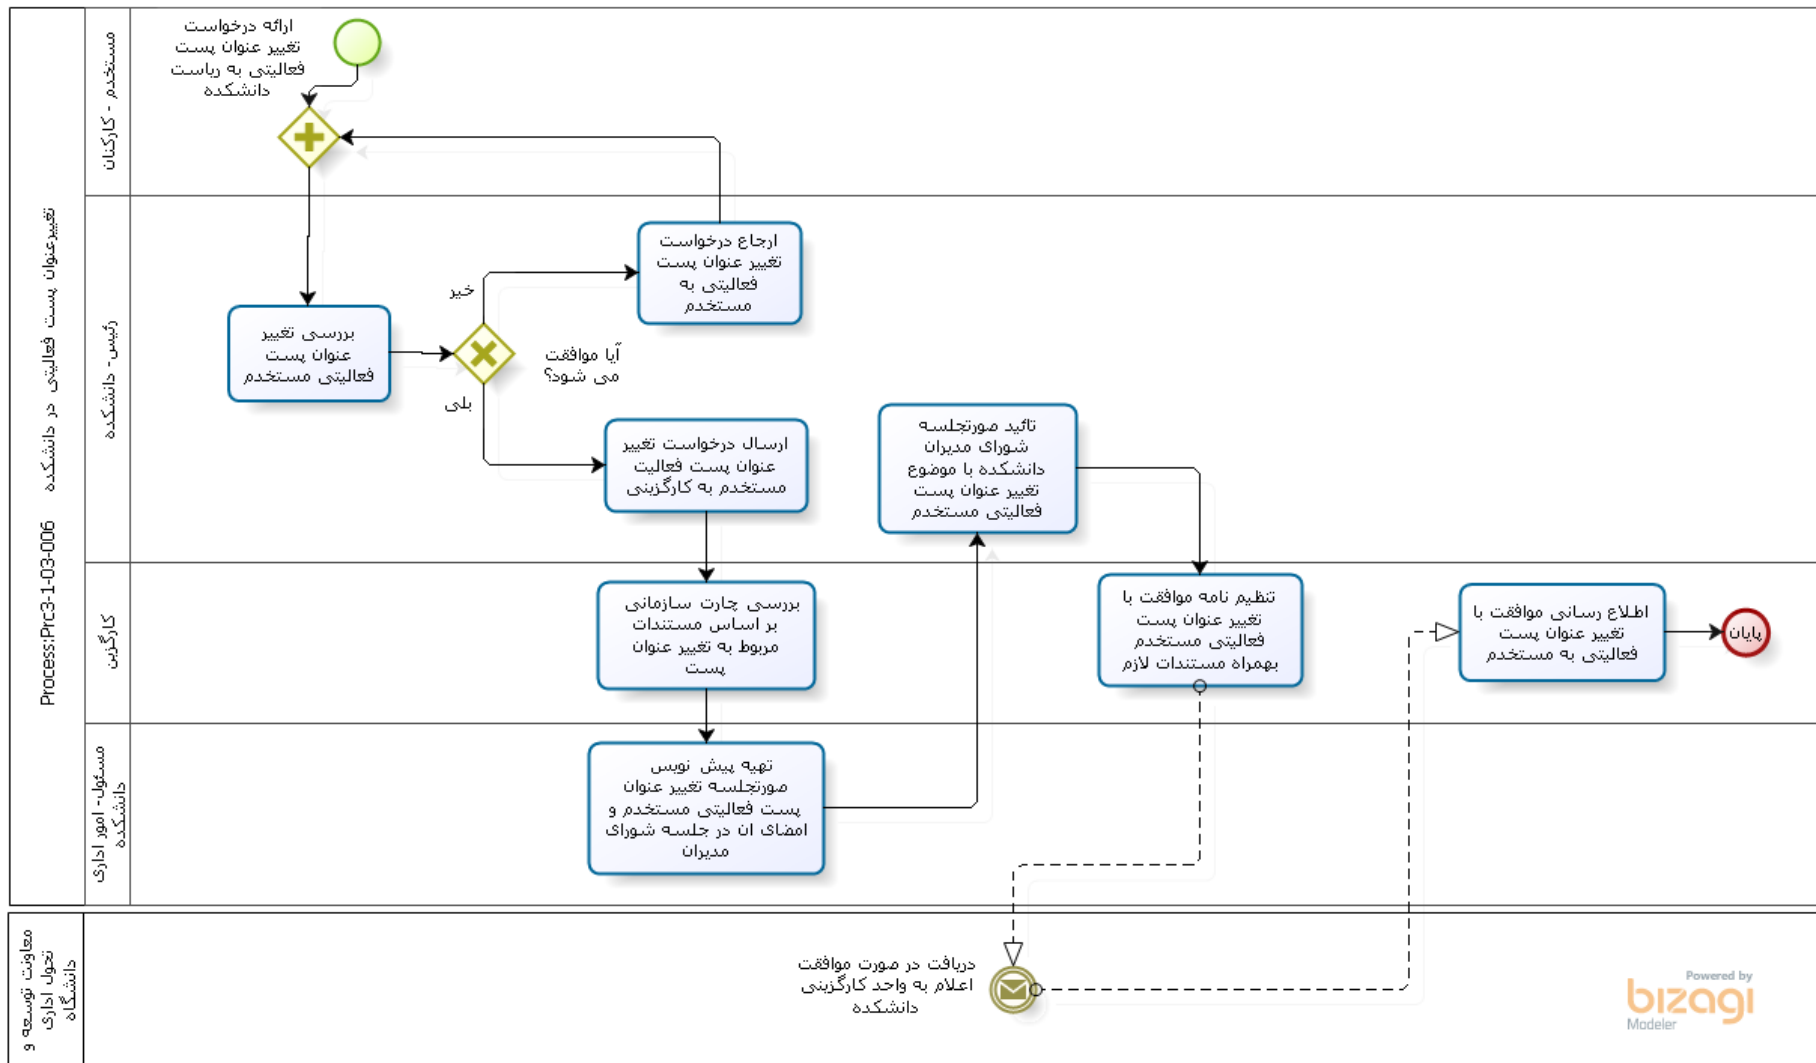 تغییرعنوان پست فعالیتی در دانشکده
Process:Prc3-11-03-006
مستخدم - کارکنان
ارائه درخواست
تغییر عنوان پست
فعالیتی به ریاست
دانشکده
رئیس- دانشکده
ارجاع درخواست
تغییر عنوان پست
فعالیتی به
مستخدم
خیر
بررسی تغییر
عنوان پست
فعالیتی مستخدم
آیا موافقت
می شود؟
بلی
ارسال درخواست تغییر
عنوان پست فعالیت
مستخدم به کارگزینی
تائید صورتجلسه
شورای مدیران
دانشکده با موضوع
تغییر عنوان پست
فعالیتی مستخدم
کارگزین
بررسی چارت سازمانی
بر اساس مستندات
مربوط به تغییر عنوان
پست
تنظیم نامه موافقت با
تغییر عنوان پست
فعالیتی مستخدم
بهمراه مستندات لازم
اطلاع رسانی موافقت با
تغییر عنوان پست
فعالیتی به مستخدم
پایان
مسئول- امور اداری
دانشکده
تهیه پیش نویس
صورتجلسه تغییر عنوان
پست فعالیتی مستخدم و
امضای ان در جلسه شورای
مدیران
معاونت توسعه و
تحول اداری
دانشگاه
دریافت در صورت موافقت
اعلام به واحد کارگزینی
دانشکده
Powered by
bizagi
Modeler